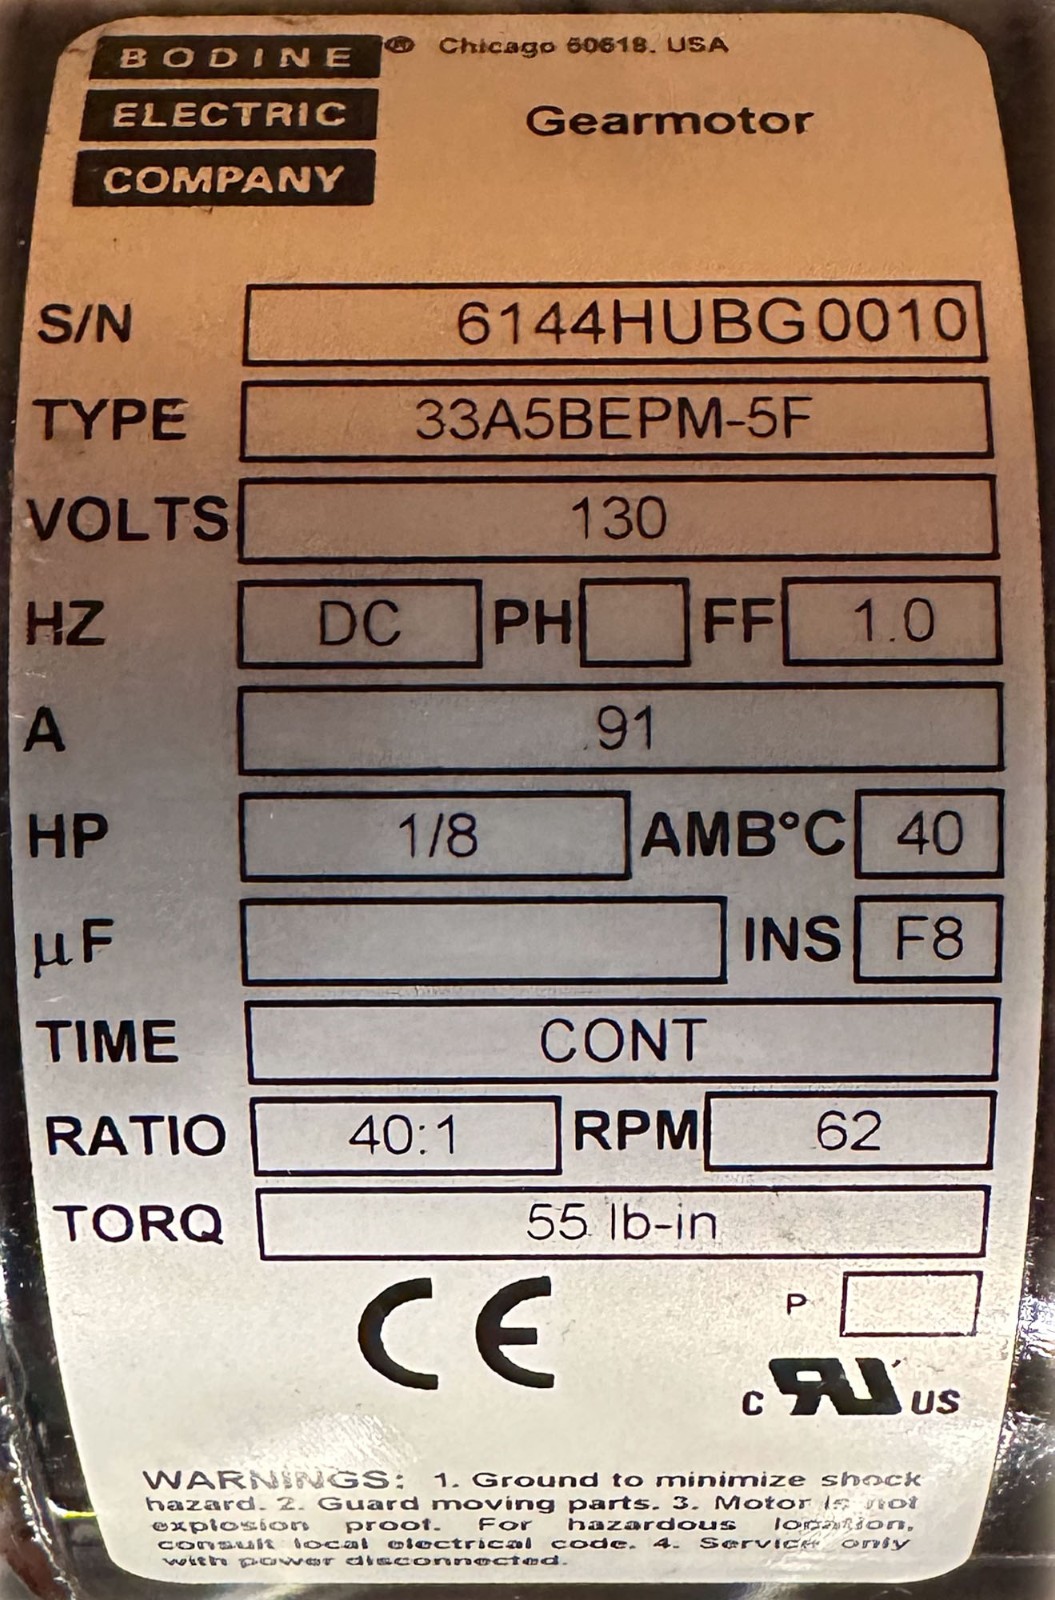 BODINE ® Chicago 60618. USA
ELECTRIC
COMPANY
Gearmotor
S/N 6144HUBG0010
TYPE 33A5BEPM-5F
VOLTS 130
HZ DC PH FF 1.0
A .91
HP 1/8 AMB°C 40
µF INS F8
TIME CONT
RATIO 40:1 RPM 62
TORQ 55 lb-in
CE P
c RU US
WARNINGS: 1. Ground to minimize shock
hazard. 2. Guard moving parts. 3. Motor is not
explosion proof. For hazardous location,
consult local electrical code. 4. Service only
with power disconnected.